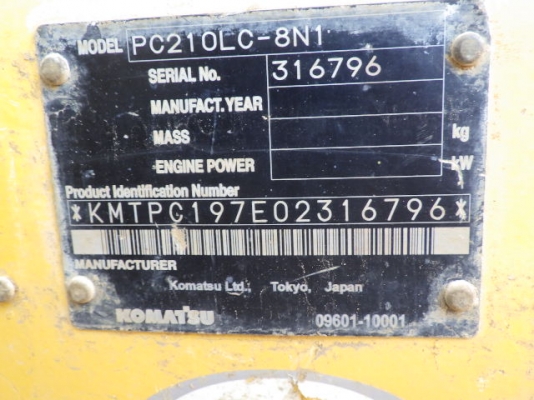 MODEL PC210LC-8N1
SERIAL No. 316796
MANUFACT.YEAR
MASS kg
ENGINE POWER kW
Product Identification Number
*KMTPC197E02316796*
MANUFACTURER
Komatsu Ltd., Tokyo, Japan
KOMATSU 09601-10001